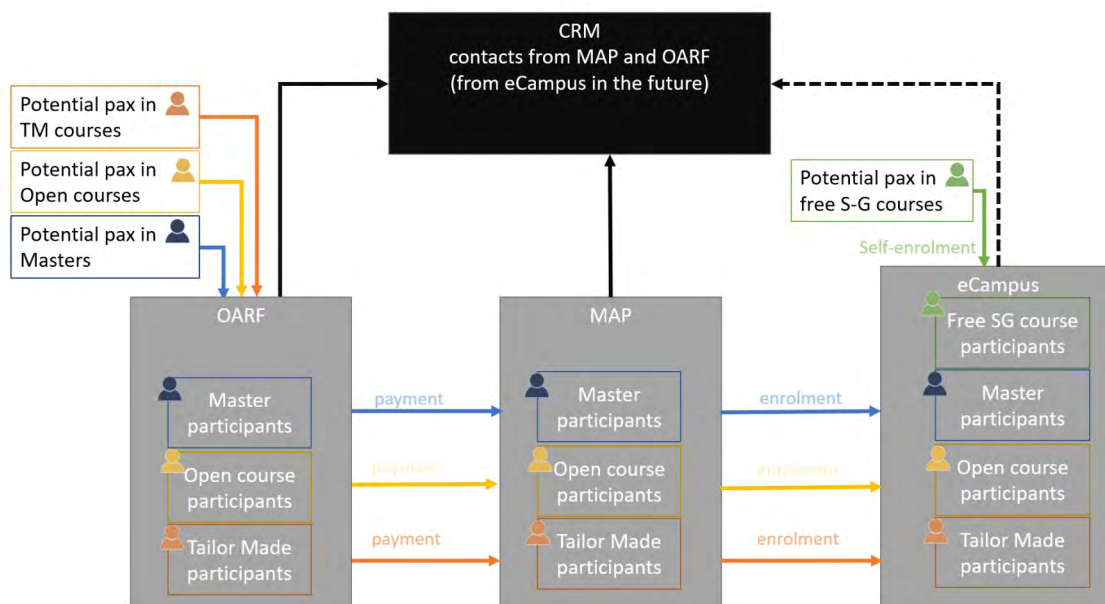 CRM
contacts from MAP and OARF
(from eCampus in the future)
Potential pax in
TM courses
Potential pax in
Open courses
Potential pax in
Masters
Potential pax in
free S-G courses
Self-enrolment
OARF
Master
participants
Open course
participants
Tailor Made
participants
payment
payment
payment
MAP
Master
participants
Open course
participants
Tailor Made
participants
enrolment
enrolment
enrolment
eCampus
Free SG course
participants
Master
participants
Open course
participants
Tailor Made
participants